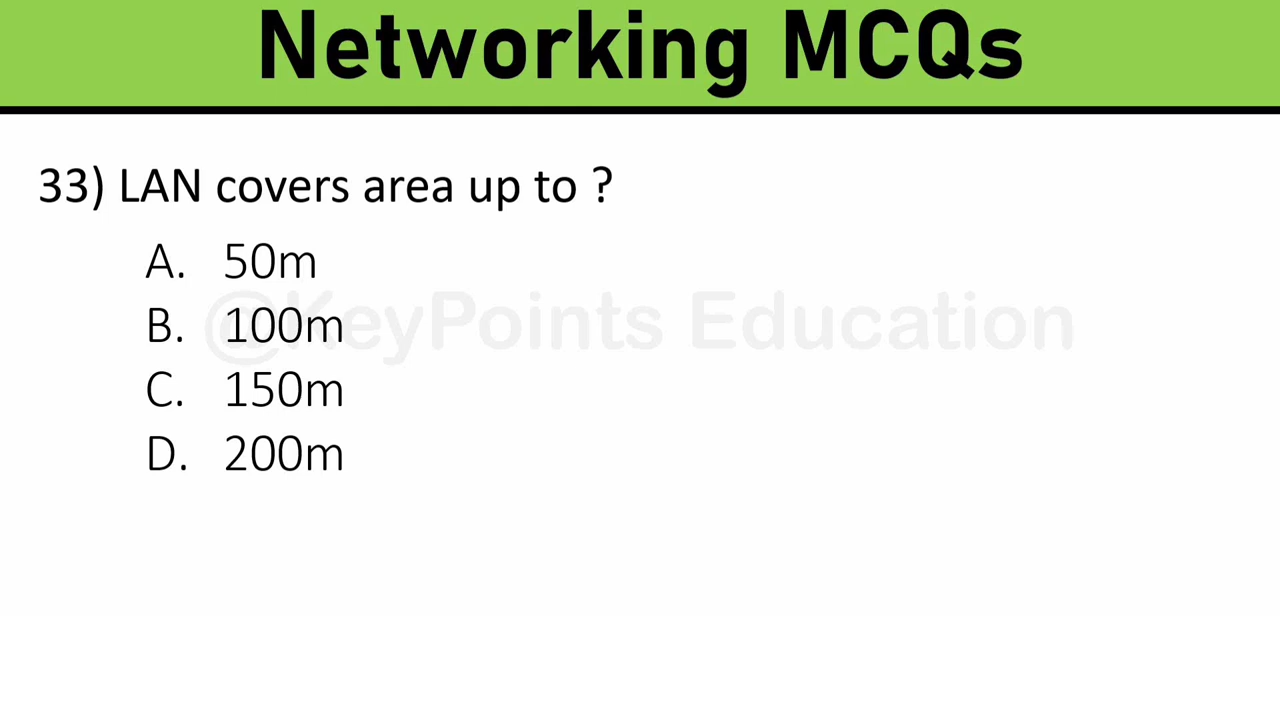 Networking MCQs
33) LAN covers area up to ?
A. 50m
@KeyPoints Education
B. 100m
C. 150m
D. 200m